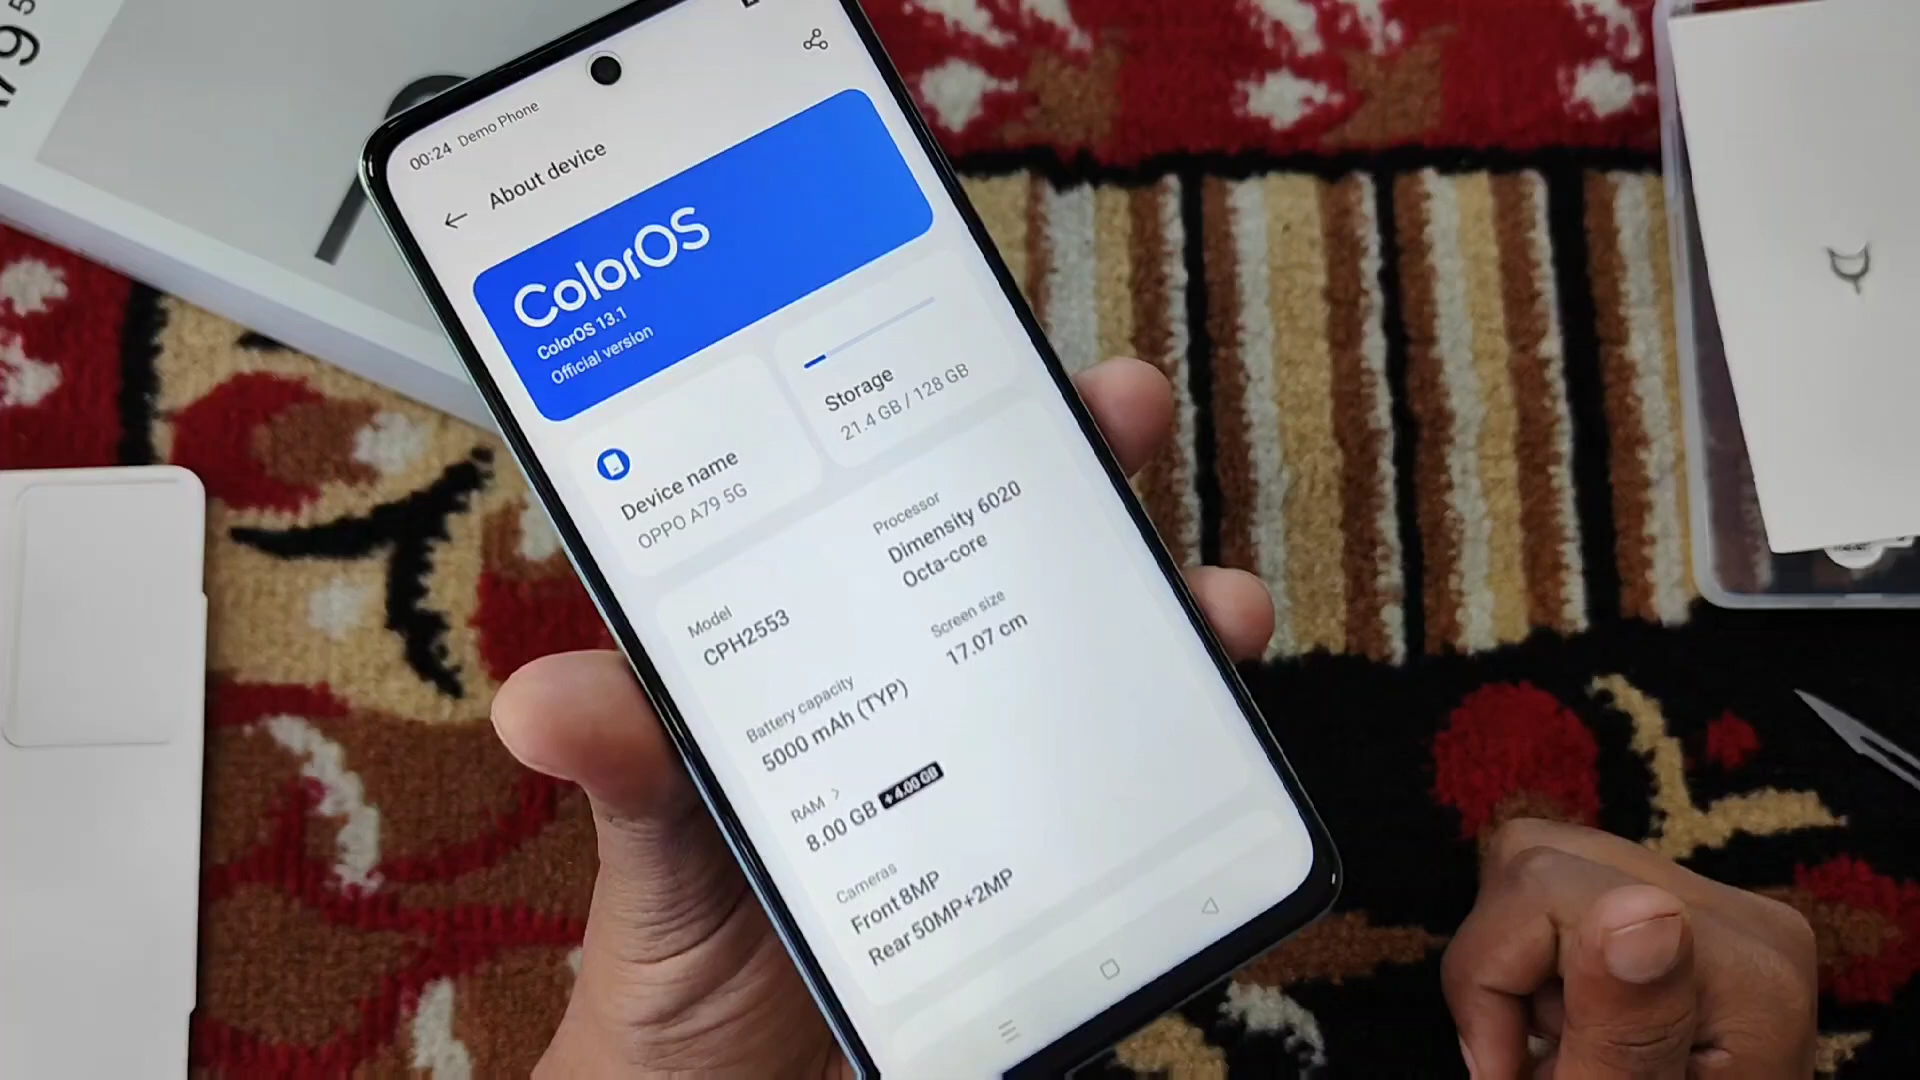 00:24 Demo Phone
About device
ColorOS
ColorOS 13.1
Official version
Storage
21.4 GB / 128 GB
Device name
OPPO A79 5G
Processor
Dimensity 6020
Octa-core
Model
CPH2553
Screen size
17.07 cm
Battery capacity
5000 mAh (TYP)
RAM >
8.00 GB + 4.00 GB
Cameras
Front 8MP
Rear 50MP+2MP